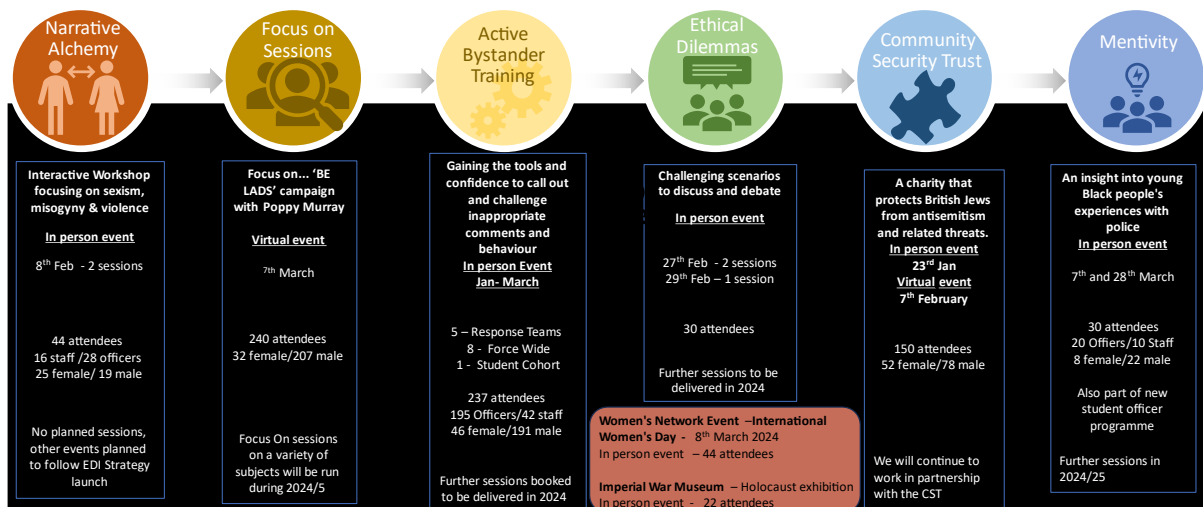 Narrative
Alchemy
Focus on
Sessions
Active
Bystander
Training
Ethical
Dilemmas
Community
Security Trust
Mentivity
Interactive Workshop
focusing on sexism,
misogyny & violence
In person event
8th Feb - 2 sessions
44 attendees
16 staff /28 officers
25 female/ 19 male
No planned sessions,
other events planned
to follow EDI Strategy
launch
Focus on... ‘BE
LADS’ campaign
with Poppy Murray
Virtual event
7th March
240 attendees
32 female/207 male
Focus On sessions
on a variety of
subjects will be run
during 2024/5
Gaining the tools and
confidence to call out
and challenge
inappropriate
comments and
behaviour
In person Event
Jan- March
5 – Response Teams
8 - Force Wide
1 - Student Cohort
237 attendees
195 Officers/42 staff
46 female/191 male
Further sessions booked
to be delivered in 2024
Challenging scenarios
to discuss and debate
In person event
27th Feb - 2 sessions
29th Feb – 1 session
30 attendees
Further sessions to
be delivered in 2024
Women's Network Event –International
Women's Day - 8th March 2024
In person event – 44 attendees
Imperial War Museum – Holocaust exhibition
In person event - 22 attendees
A charity that
protects British Jews
from antisemitism
and related threats.
In person event
23rd Jan
Virtual event
7th February
150 attendees
52 female/78 male
We will continue to
work in partnership
with the CST
An insight into young
Black people's
experiences with
police
In person event
7th and 28th March
30 attendees
20 Offiers/10 Staff
8 female/22 male
Also part of new
student officer
programme
Further sessions in
2024/25